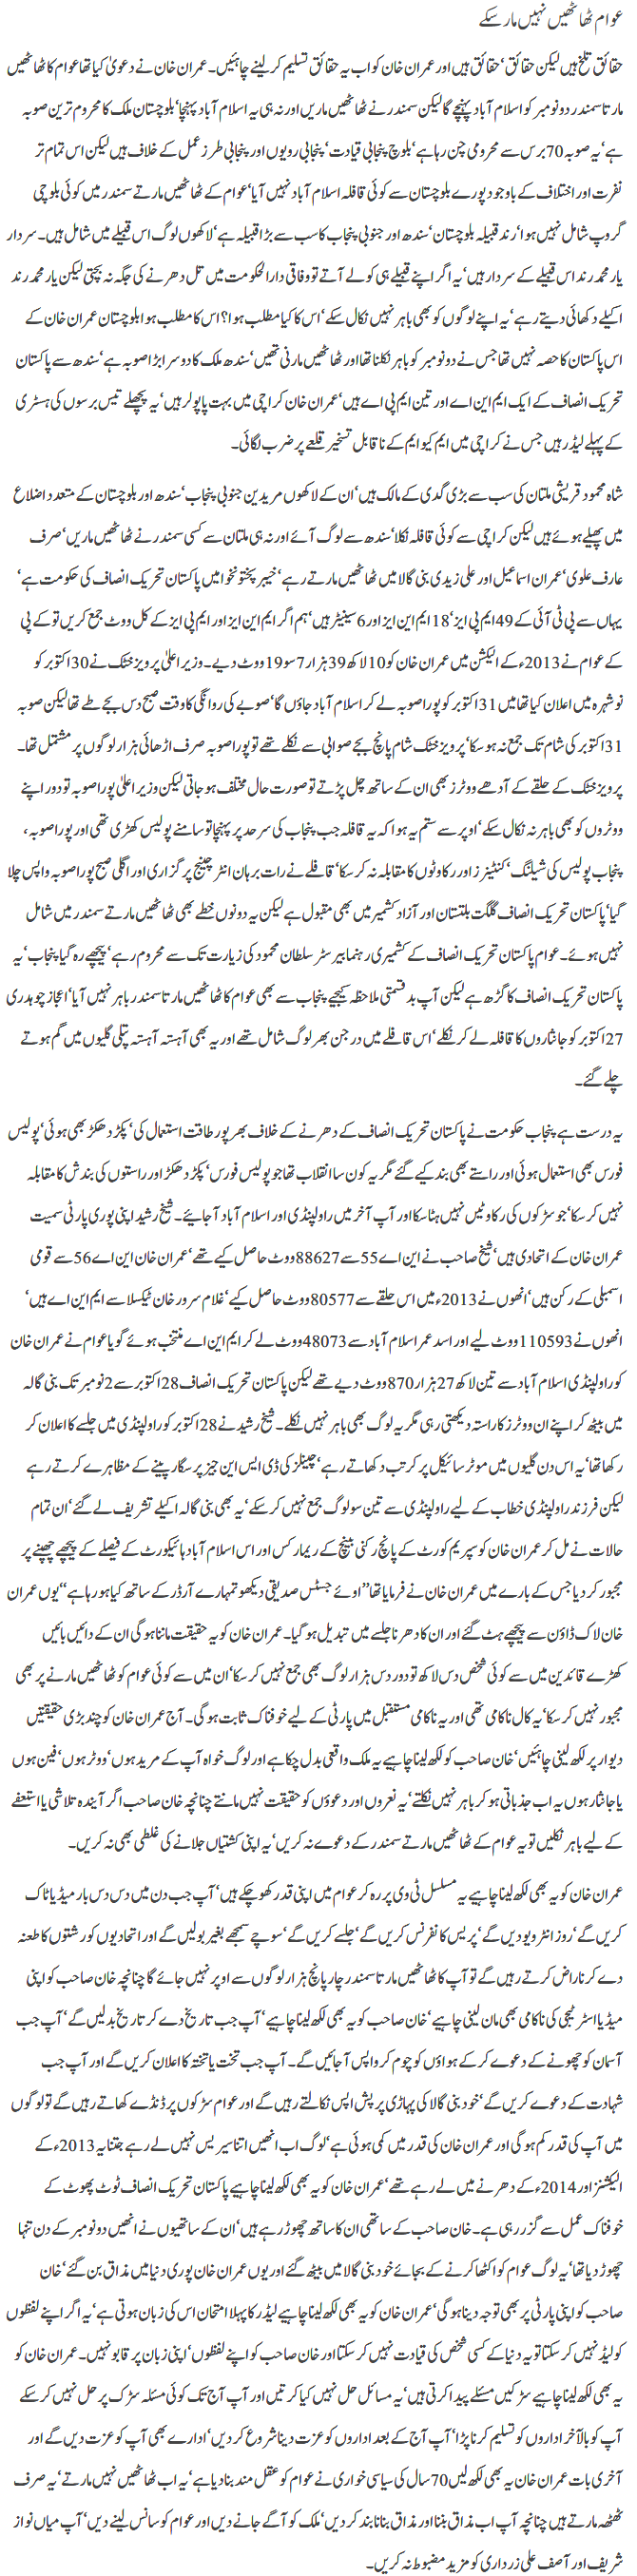 عوام ٹھاٹھیں نہیں مار سکے
حقائق تلخ ہیں لیکن حقائق‘ حقائق ہیں اور عمران خان کو اب یہ حقائق تسلیم کر لینے چاہئیں۔ عمران خان نے دعویٰ کیا تھا عوام کا ٹھاٹھیں
مارتا سمندر دو نومبر کو اسلام آباد پہنچے گا لیکن سمندر نے ٹھاٹھیں ماریں اور نہ ہی یہ اسلام آباد پہنچا‘ بلوچستان ملک کا محروم ترین صوبہ
ہے‘ یہ صوبہ 70 برس سے محرومی چن رہا ہے‘ بلوچ پنجابی قیادت‘ پنجابی رویوں اور پنجابی طرز عمل کے خلاف ہیں لیکن اس تمام تر
نفرت اور اختلاف کے باوجود پورے بلوچستان سے کوئی قافلہ اسلام آباد نہیں آیا‘ عوام کے ٹھاٹھیں مارتے سمندر میں کوئی بلوچی
گروپ شامل نہیں ہوا‘ رند قبیلہ بلوچستان‘ سندھ اور جنوبی پنجاب کا سب سے بڑا قبیلہ ہے‘ لاکھوں لوگ اس قبیلے میں شامل ہیں۔ سردار
یار محمد رند اس قبیلے کے سردار ہیں‘ یہ اگر اپنے قبیلے ہی کو لے آتے تو وفاقی دارالحکومت میں تل دھرنے کی جگہ نہ بچتی لیکن یار محمد رند
اکیلے دکھائی دیتے رہے‘ یہ اپنے لوگوں کو بھی باہر نہیں نکال سکے‘ اس کا کیا مطلب ہوا؟ اس کا مطلب ہوا بلوچستان عمران خان کے
اس پاکستان کا حصہ نہیں تھا جس نے دو نومبر کو باہر نکلنا تھا اور ٹھاٹھیں مارنی تھیں‘ سندھ ملک کا دوسرا بڑا صوبہ ہے‘ سندھ سے پاکستان
تحریک انصاف کے ایک ایم این اے اور تین ایم پی اے ہیں‘ عمران خان کراچی میں بہت پاپولر ہیں‘ یہ پچھلے تیس برسوں کی ہسٹری
کے پہلے لیڈر ہیں جس نے کراچی میں ایم کیو ایم کے ناقابل تسخیر قلعے پر ضرب لگائی۔
شاہ محمود قریشی ملتان کی سب سے بڑی گدی کے مالک ہیں‘ ان کے لاکھوں مریدین جنوبی پنجاب‘ سندھ اور بلوچستان کے متعدد اضلاع
میں پھیلے ہوئے ہیں لیکن کراچی سے کوئی قافلہ نکلا‘ سندھ سے لوگ آئے اور نہ ہی ملتان سے کسی سمندر نے ٹھاٹھیں ماریں‘ صرف
عارف علوی‘ عمران اسماعیل اور علی زیدی بنی گالا میں ٹھاٹھیں مارتے رہے‘ خیبر پختونخوا میں پاکستان تحریک انصاف کی حکومت ہے‘
یہاں سے پی ٹی آئی کے 49 ایم پی ایز‘ 18 ایم این ایز اور 6 سینیٹر ہیں‘ ہم اگر ایم این ایز اور ایم پی ایز کے کل ووٹ جمع کریں تو کے پی
کے عوام نے 2013ء کے الیکشن میں عمران خان کو 10 لاکھ 39 ہزار 7 سو 19 ووٹ دیے۔ وزیراعلیٰ پرویز خٹک نے 30 اکتوبر کو
نوشہرہ میں اعلان کیا تھا میں 31 اکتوبر کو پورا صوبہ لے کر اسلام آباد جاؤں گا‘ صوبے کی روانگی کا وقت صبح دس بجے طے تھا لیکن صوبہ
31 اکتوبر کی شام تک جمع نہ ہو سکا‘ پرویز خٹک شام پانچ بجے صوابی سے نکلے تھے تو پورا صوبہ صرف اڑھائی ہزار لوگوں پر مشتمل تھا۔
پرویز خٹک کے حلقے کے آدھے ووٹرز بھی ان کے ساتھ چل پڑتے تو صورت حال مختلف ہو جاتی لیکن وزیراعلیٰ پورا صوبہ تو دور اپنے
ووٹروں کو بھی باہر نہ نکال سکے‘ اوپر سے ستم یہ ہوا کہ یہ قافلہ جب پنجاب کی سرحد پر پہنچا تو سامنے پولیس کھڑی تھی اور پورا صوبہ،
پنجاب پولیس کی شیلنگ‘ کنٹینرز اور رکاوٹوں کا مقابلہ نہ کر سکا‘ قافلے نے رات برہان انٹر چینج پر گزاری اور اگلی صبح پورا صوبہ واپس چلا
گیا‘ پاکستان تحریک انصاف گلگت بلتستان اور آزاد کشمیر میں بھی مقبول ہے لیکن یہ دونوں خطے بھی ٹھاٹھیں مارتے سمندر میں شامل
نہیں ہوئے۔ عوام پاکستان تحریک انصاف کے کشمیری رہنما بیرسٹر سلطان محمود کی زیارت تک سے محروم رہے‘ پیچھے رہ گیا پنجاب‘ یہ
پاکستان تحریک انصاف کا گڑھ ہے لیکن آپ بدقسمتی ملاحظہ کیجیے پنجاب سے بھی عوام کا ٹھاٹھیں مارتا سمندر باہر نہیں آیا‘ اعجاز چوہدری
27 اکتوبر کو جانثاروں کا قافلہ لے کر نکلے‘ اس قافلے میں درجن بھر لوگ شامل تھے اور یہ بھی آہستہ آہستہ پتلی گلیوں میں گم ہوتے
چلے گئے۔
یہ درست ہے پنجاب حکومت نے پاکستان تحریک انصاف کے دھرنے کے خلاف بھرپور طاقت استعمال کی‘ پکڑ دھکڑ بھی ہوئی‘ پولیس
فورس بھی استعمال ہوئی اور راستے بھی بند کیے گئے مگر یہ کون سا انقلاب تھا جو پولیس فورس‘ پکڑ دھکڑ اور راستوں کی بندش کا مقابلہ
نہیں کر سکا‘ جو سڑکوں کی رکاوٹیں نہیں ہٹا سکا اور آپ آخر میں راولپنڈی اور اسلام آباد آ جائیے۔ شیخ رشید اپنی پوری پارٹی سمیت
عمران خان کے اتحادی ہیں‘ شیخ صاحب نے این اے 55 سے 88627 ووٹ حاصل کیے تھے‘ عمران خان این اے 56 سے قومی
اسمبلی کے رکن ہیں‘ انھوں نے 2013ء میں اس حلقے سے 80577 ووٹ حاصل کیے‘ غلام سرور خان ٹیکسلا سے ایم این اے ہیں‘
انھوں نے 110593 ووٹ لیے اور اسد عمر اسلام آباد سے 48073 ووٹ لے کر ایم این اے منتخب ہوئے گویا عوام نے عمران خان
کو راولپنڈی اسلام آباد سے تین لاکھ 27 ہزار 870 ووٹ دیے تھے لیکن پاکستان تحریک انصاف 28 اکتوبر سے 2 نومبر تک بنی گالہ
میں بیٹھ کر اپنے ان ووٹرز کا راستہ دیکھتی رہی مگر یہ لوگ بھی باہر نہیں نکلے۔ شیخ رشید نے 28 اکتوبر کو راولپنڈی میں جلسے کا اعلان کر
رکھا تھا‘ یہ اس دن گلیوں میں موٹر سائیکل پر کرتب دکھاتے رہے‘ چینلز کی ڈی ایس این جیز پر سگار پینے کے مظاہرے کرتے رہے
لیکن فرزند راولپنڈی خطاب کے لیے راولپنڈی سے تین سو لوگ جمع نہیں کر سکے‘ یہ بھی بنی گالہ اکیلے تشریف لے گئے‘ ان تمام
حالات نے مل کر عمران خان کو سپریم کورٹ کے پانچ رکنی بینچ کے ریمارکس اور اس اسلام آباد ہائیکورٹ کے فیصلے کے پیچھے چھپنے پر
مجبور کر دیا جس کے بارے میں عمران خان نے فرمایا تھا ’’اوئے جسٹس صدیقی دیکھو تمہارے آرڈر کے ساتھ کیا ہو رہا ہے‘‘ یوں عمران
خان لاک ڈاؤن سے پیچھے ہٹ گئے اور ان کا دھرنا جلسے میں تبدیل ہو گیا۔ عمران خان کو یہ حقیقت ماننا ہو گی ان کے دائیں بائیں
کھڑے قائدین میں سے کوئی شخص دس لاکھ تو دور دس ہزار لوگ بھی جمع نہیں کر سکا‘ ان میں سے کوئی عوام کو ٹھاٹھیں مارنے پر بھی
مجبور نہیں کر سکا‘ یہ کال ناکامی تھی اور یہ ناکامی مستقبل میں پارٹی کے لیے خوفناک ثابت ہو گی۔ آج عمران خان کو چند بڑی حقیقتیں
دیوار پر لکھ لینی چاہئیں‘ خان صاحب کو لکھ لینا چاہیے یہ ملک واقعی بدل چکا ہے اور لوگ خواہ آپ کے مرید ہوں‘ ووٹر ہوں‘ فین ہوں
یا جانثار ہوں یہ اب جذباتی ہو کر باہر نہیں نکلتے‘ یہ نعروں اور دعوؤں کو حقیقت نہیں مانتے چنانچہ خان صاحب اگر آیندہ تلاشی یا استعفے
کے لیے باہر نکلیں تو یہ عوام کے ٹھاٹھیں مارتے سمندر کے دعوے نہ کریں‘ یہ اپنی کشتیاں جلانے کی غلطی بھی نہ کریں۔
عمران خان کو یہ بھی لکھ لینا چاہیے یہ مسلسل ٹی وی پر رہ کر عوام میں اپنی قدر کھو چکے ہیں‘ آپ جب دن میں دس دس بار میڈیا ٹاک
کریں گے‘ روز انٹرویو دیں گے‘ پریس کانفرنس کریں گے‘ جلسے کریں گے‘ سوچے سمجھے بغیر بولیں گے اور اتحادیوں کو رشتوں کا طعنہ
دے کر ناراض کرتے رہیں گے تو آپ کا ٹھاٹھیں مارتا سمندر چار پانچ ہزار لوگوں سے اوپر نہیں جائے گا چنانچہ خان صاحب کو اپنی
میڈیا اسٹرٹیجی کی ناکامی بھی مان لینی چاہیے‘ خان صاحب کو یہ بھی لکھ لینا چاہیے‘ آپ جب تاریخ دے کر تاریخ بدلیں گے‘ آپ جب
آسمان کو چھونے کے دعوے کر کے ہواؤں کو چوم کر واپس آ جائیں گے۔ آپ جب تخت یا تختہ کا اعلان کریں گے اور آپ جب
شہادت کے دعوے کریں گے‘ خود بنی گالا کی پہاڑی پر پش اپس نکالتے رہیں گے اور عوام سڑکوں پر ڈنڈے کھاتے رہیں گے تو لوگوں
میں آپ کی قدر کم ہو گی اور عمران خان کی قدر میں کمی ہوئی ہے‘ لوگ اب انھیں اتنا سیریس نہیں لے رہے جتنا یہ 2013ء کے
الیکشنز اور 2014ء کے دھرنے میں لے رہے تھے‘ عمران خان کو یہ بھی لکھ لینا چاہیے پاکستان تحریک انصاف ٹوٹ پھوٹ کے
خوفناک عمل سے گزر رہی ہے۔ خان صاحب کے ساتھی ان کا ساتھ چھوڑ رہے ہیں‘ ان کے ساتھیوں نے انھیں دو نومبر کے دن تنہا
چھوڑ دیا تھا‘ یہ لوگ عوام کو اکٹھا کرنے کے بجائے خود بنی گالا میں بیٹھ گئے اور یوں عمران خان پوری دنیا میں مذاق بن گئے‘ خان
صاحب کو اپنی پارٹی پر بھی توجہ دینا ہو گی‘ عمران خان کو یہ بھی لکھ لینا چاہیے لیڈر کا پہلا امتحان اس کی زبان ہوتی ہے‘ یہ اگر اپنے لفظوں
کو لیڈ نہیں کر سکتا تو یہ دنیا کے کسی شخص کی قیادت نہیں کر سکتا اور خان صاحب کو اپنے لفظوں‘ اپنی زبان پر قابو نہیں۔ عمران خان کو
یہ بھی لکھ لینا چاہیے سڑکیں مسئلے پیدا کرتی ہیں‘ یہ مسائل حل نہیں کیا کرتیں اور آپ آج تک کوئی مسئلہ سڑک پر حل نہیں کر سکے
آپ کو بالآخر اداروں کو تسلیم کرنا پڑا‘ آپ آج کے بعد اداروں کو عزت دینا شروع کر دیں‘ ادارے بھی آپ کو عزت دیں گے اور
آخری بات عمران خان یہ بھی لکھ لیں 70 سال کی سیاسی خواری نے عوام کو عقل مند بنا دیا ہے‘ یہ اب ٹھاٹھیں نہیں مارتے‘ یہ صرف
ٹھٹھہ مارتے ہیں چنانچہ آپ اب مذاق بننا اور مذاق بنانا بند کر دیں‘ ملک کو آگے جانے دیں اور عوام کو سانس لینے دیں‘ آپ میاں نواز
شریف اور آصف علی زرداری کو مزید مضبوط نہ کریں۔